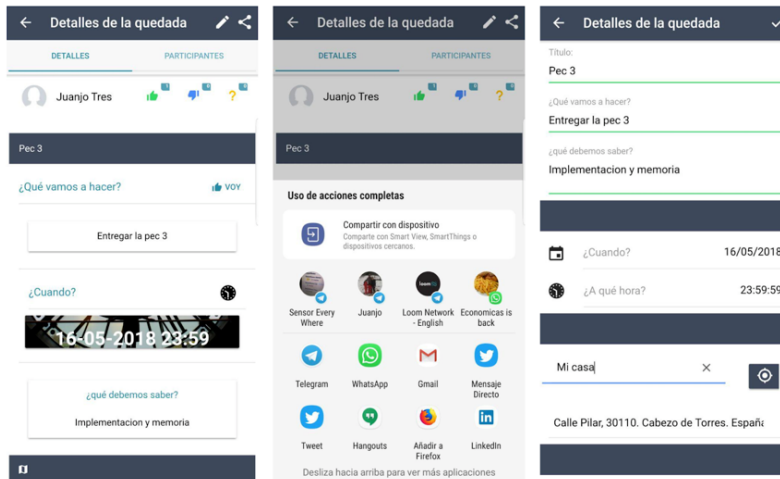 Detalles de la quedada
DETALLES
PARTICIPANTES
Juanjo Tres
Pec 3
¿Qué vamos a hacer?
VOY
Entregar la pec 3
¿Cuando?
16-05-2018 23:59
¿qué debemos saber?
Implementacion y memoria
Detalles de la quedada
DETALLES
PARTICIPANTES
Juanjo Tres
Pec 3
Uso de acciones completas
Compartir con dispositivo
Comparte con Smart View, SmartThings o
dispositivos cercanos.
Sensor Every
Where
Juanjo
Loom Network
- English
Economicas is
back
Telegram
WhatsApp
Gmail
Mensaje
Directo
Tweet
Hangouts
Añadir a
Firefox
LinkedIn
Desliza hacia arriba para ver más aplicaciones
Detalles de la quedada
Título:
Pec 3
¿Qué vamos a hacer?
Entregar la pec 3
¿qué debemos saber?
Implementacion y memoria
¿Cuando?
16/05/2018
¿A qué hora?
23:59:59
Mi casa
Calle Pilar, 30110. Cabezo de Torres. España